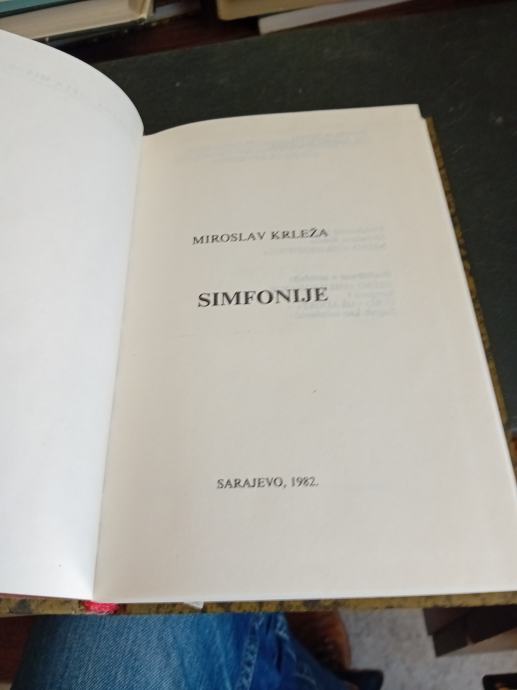 MIROSLAV KRLEŽA
SIMFONIJE
SARAJEVO, 1982.